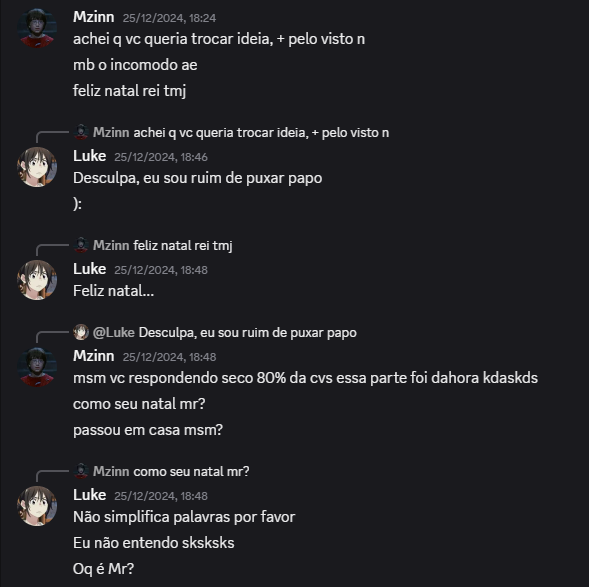 Mzinn 25/12/2024, 18:24
achei q vc queria trocar ideia, + pelo visto n
mb o incomodo ae
feliz natal rei tmj
Mzinn achei q vc queria trocar ideia, + pelo visto n
Luke 25/12/2024, 18:46
Desculpa, eu sou ruim de puxar papo
):
Mzinn feliz natal rei tmj
Luke 25/12/2024, 18:48
Feliz natal...
@Luke Desculpa, eu sou ruim de puxar papo
Mzinn 25/12/2024, 18:48
msm vc respondendo seco 80% da cvs essa parte foi dahora kdaskds
como seu natal mr?
passou em casa msm?
Mzinn como seu natal mr?
Luke 25/12/2024, 18:48
Não simplifica palavras por favor
Eu não entendo sksksks
Oq é Mr?